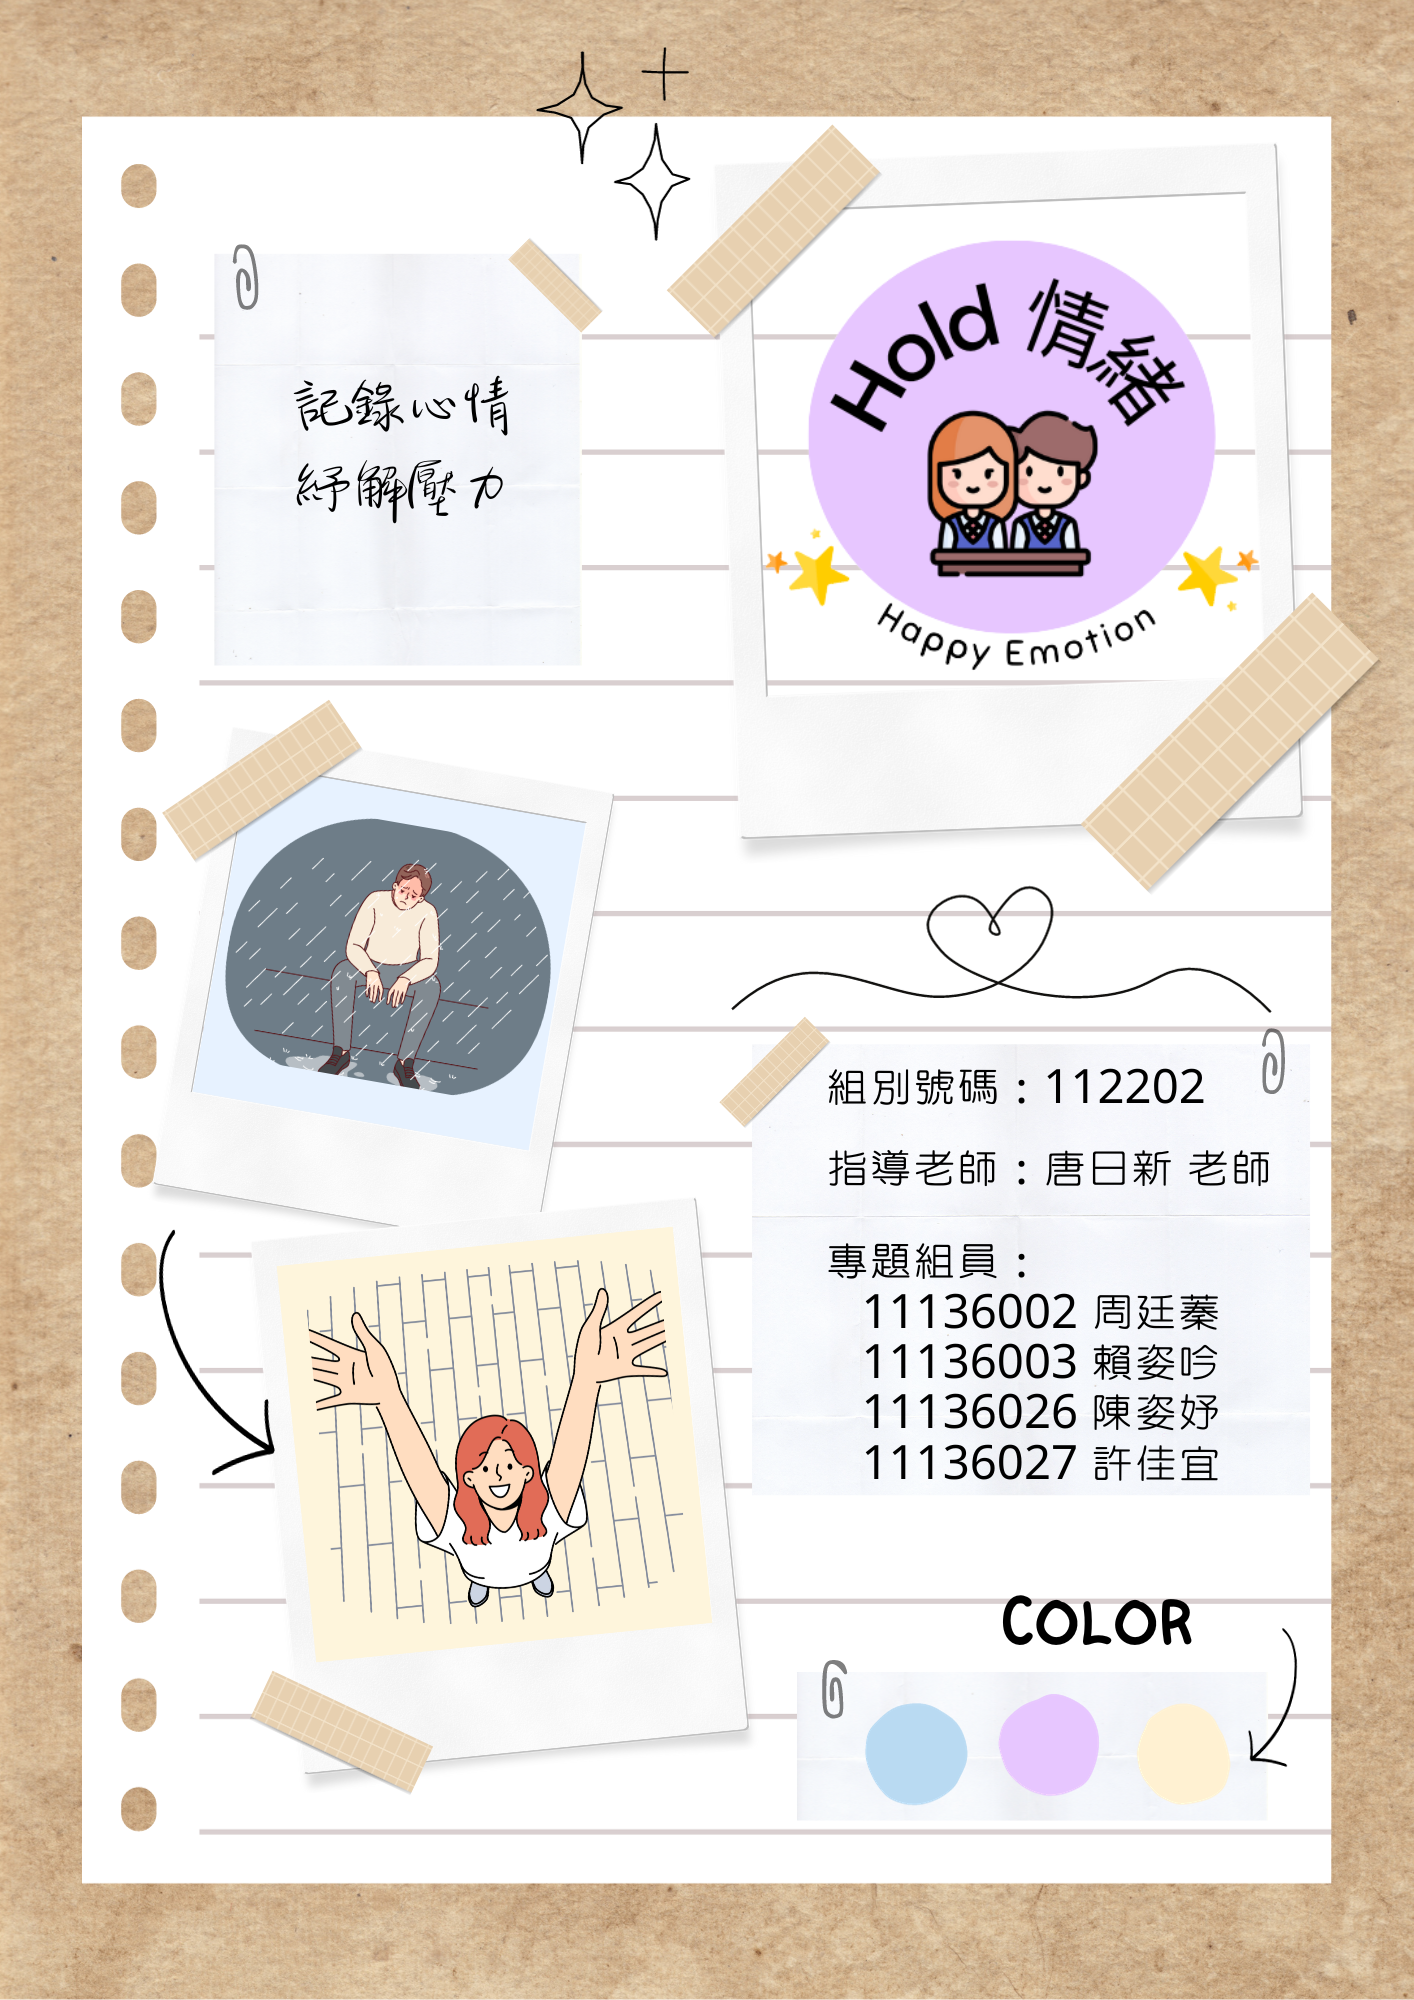 記錄心情
紓解壓力
Hold 情緒
Happy Emotion
組別號碼：112202
指導老師：唐日新 老師
專題組員：
11136002 周廷蓁
11136003 賴姿吟
11136026 陳姿妤
11136027 許佳宜
COLOR